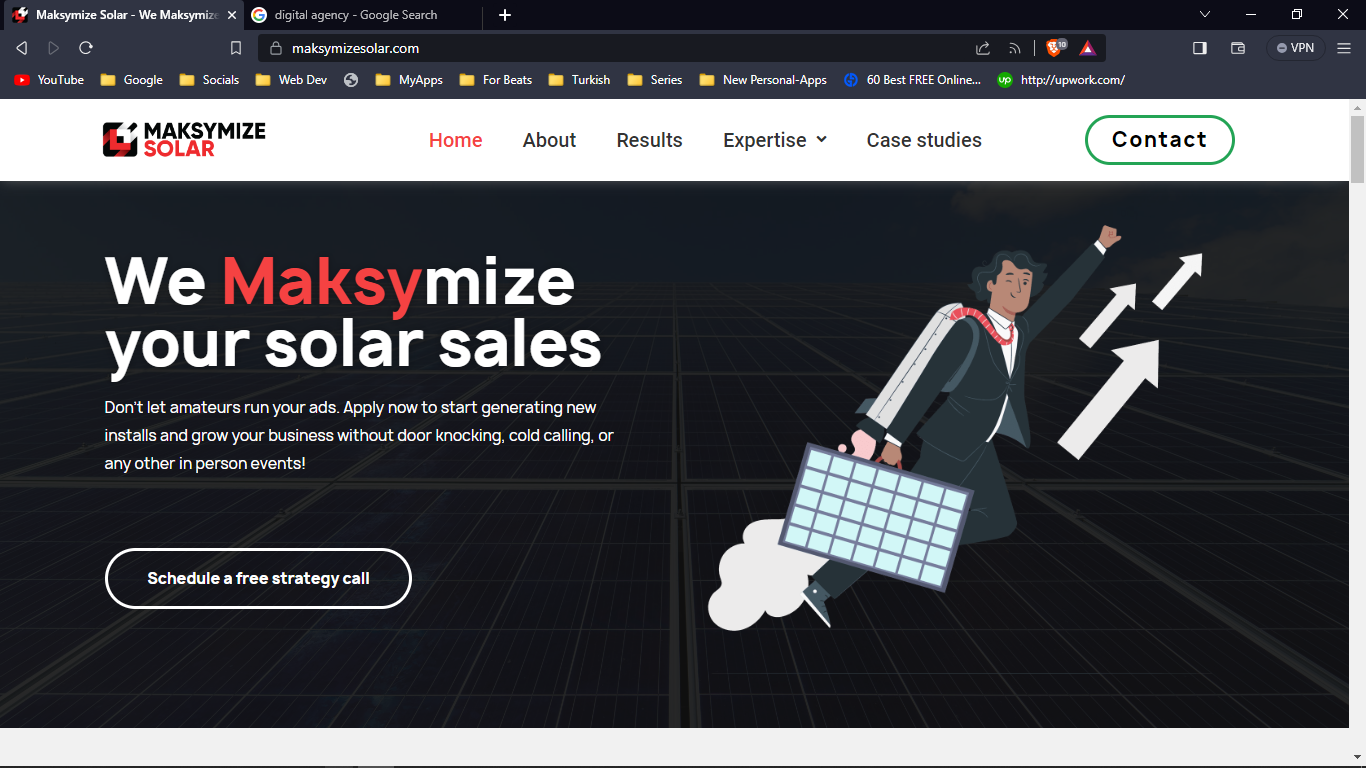 Maksymize Solar - We Maksymize
digital agency - Google Search
maksymizesolar.com
10
VPN
YouTube
Google
Socials
Web Dev
MyApps
For Beats
Turkish
Series
New Personal-Apps
60 Best FREE Online...
up
http://upwork.com/
MAKSYMIZE
SOLAR
Home
About
Results
Expertise
Case studies
Contact
We Maksymize
your solar sales
Don't let amateurs run your ads. Apply now to start generating new
installs and grow your business without door knocking, cold calling, or
any other in person events!
Schedule a free strategy call